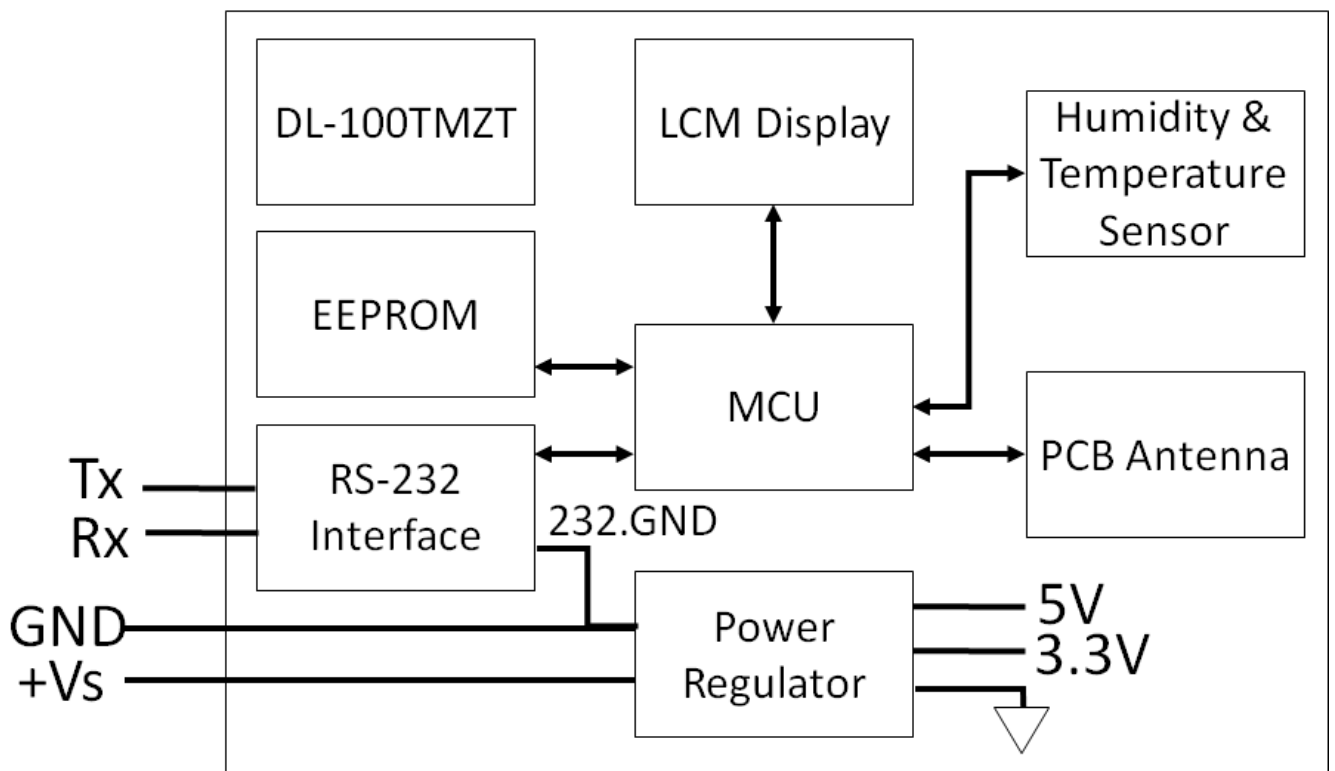 DL-100TMZT
LCM Display
Humidity &
Temperature
Sensor
EEPROM
MCU
PCB Antenna
Tx
Rx
RS-232
Interface
232.GND
GND
+Vs
Power
Regulator
5V
3.3V